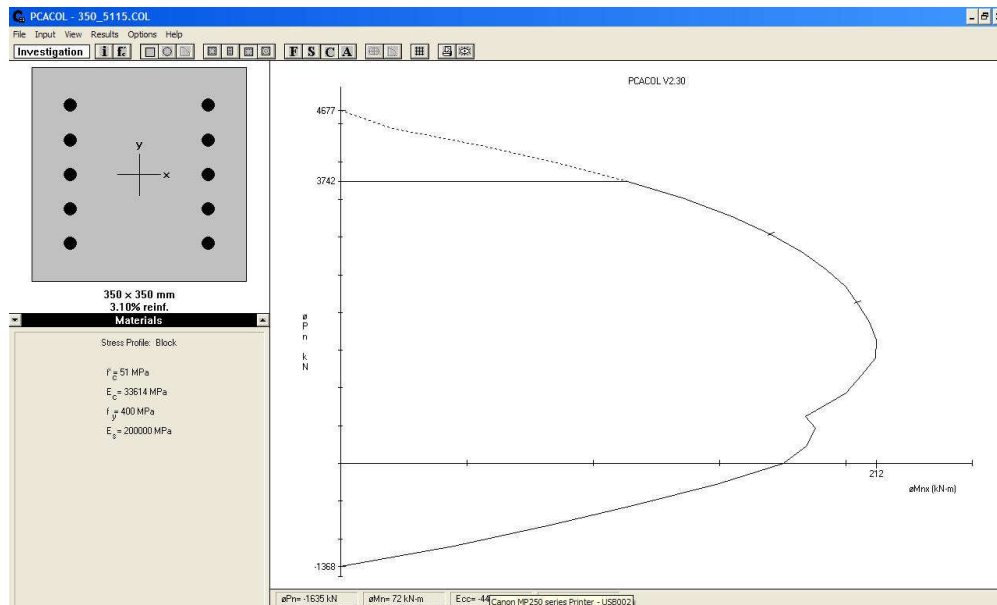 PCACOL - 350_5115.COL
File Input View Results Options Help
Investigation i f'c F S C A
y
x
350 x 350 mm
3.10% reinf.
Materials
Stress Profile: Block
f'c = 51 MPa
Ec = 33614 MPa
fy = 400 MPa
Es = 200000 MPa
PCACOL V2.30
4677
3742
øPn kN
212
øMnx (kN-m)
-1368
øPn= -1635 kN øMn= 72 kN-m Ecc= -44
Canon MP250 series Printer - USB002